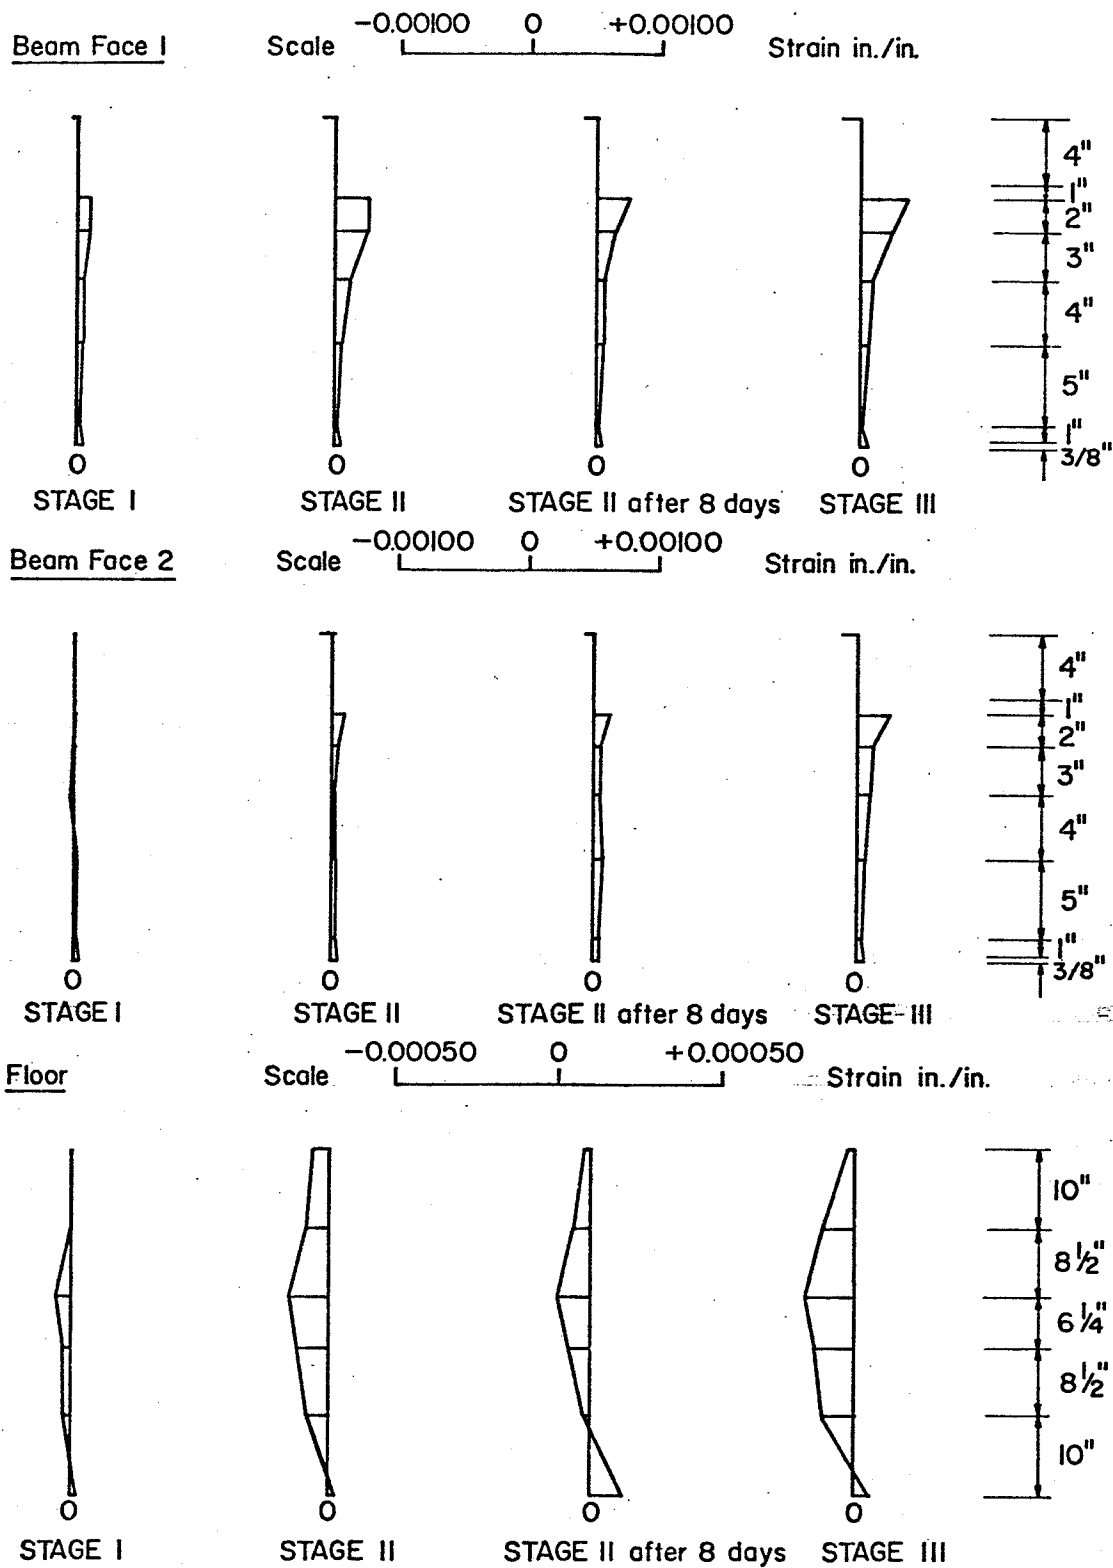 -0.00100 0 +0.00100
Beam Face 1 Scale Strain in./in.
4"
1"
2"
3"
4"
5"
1"
3/8"
0 0 0 0
STAGE I STAGE II STAGE II after 8 days STAGE III
-0.00100 0 +0.00100
Beam Face 2 Scale Strain in./in.
4"
1"
2"
3"
4"
5"
1"
3/8"
0 0 0 0
STAGE I STAGE II STAGE II after 8 days STAGE III
-0.00050 0 +0.00050
Floor Scale Strain in./in.
10"
8 1/2"
6 1/4"
8 1/2"
10"
0 0 0 0
STAGE I STAGE II STAGE II after 8 days STAGE III